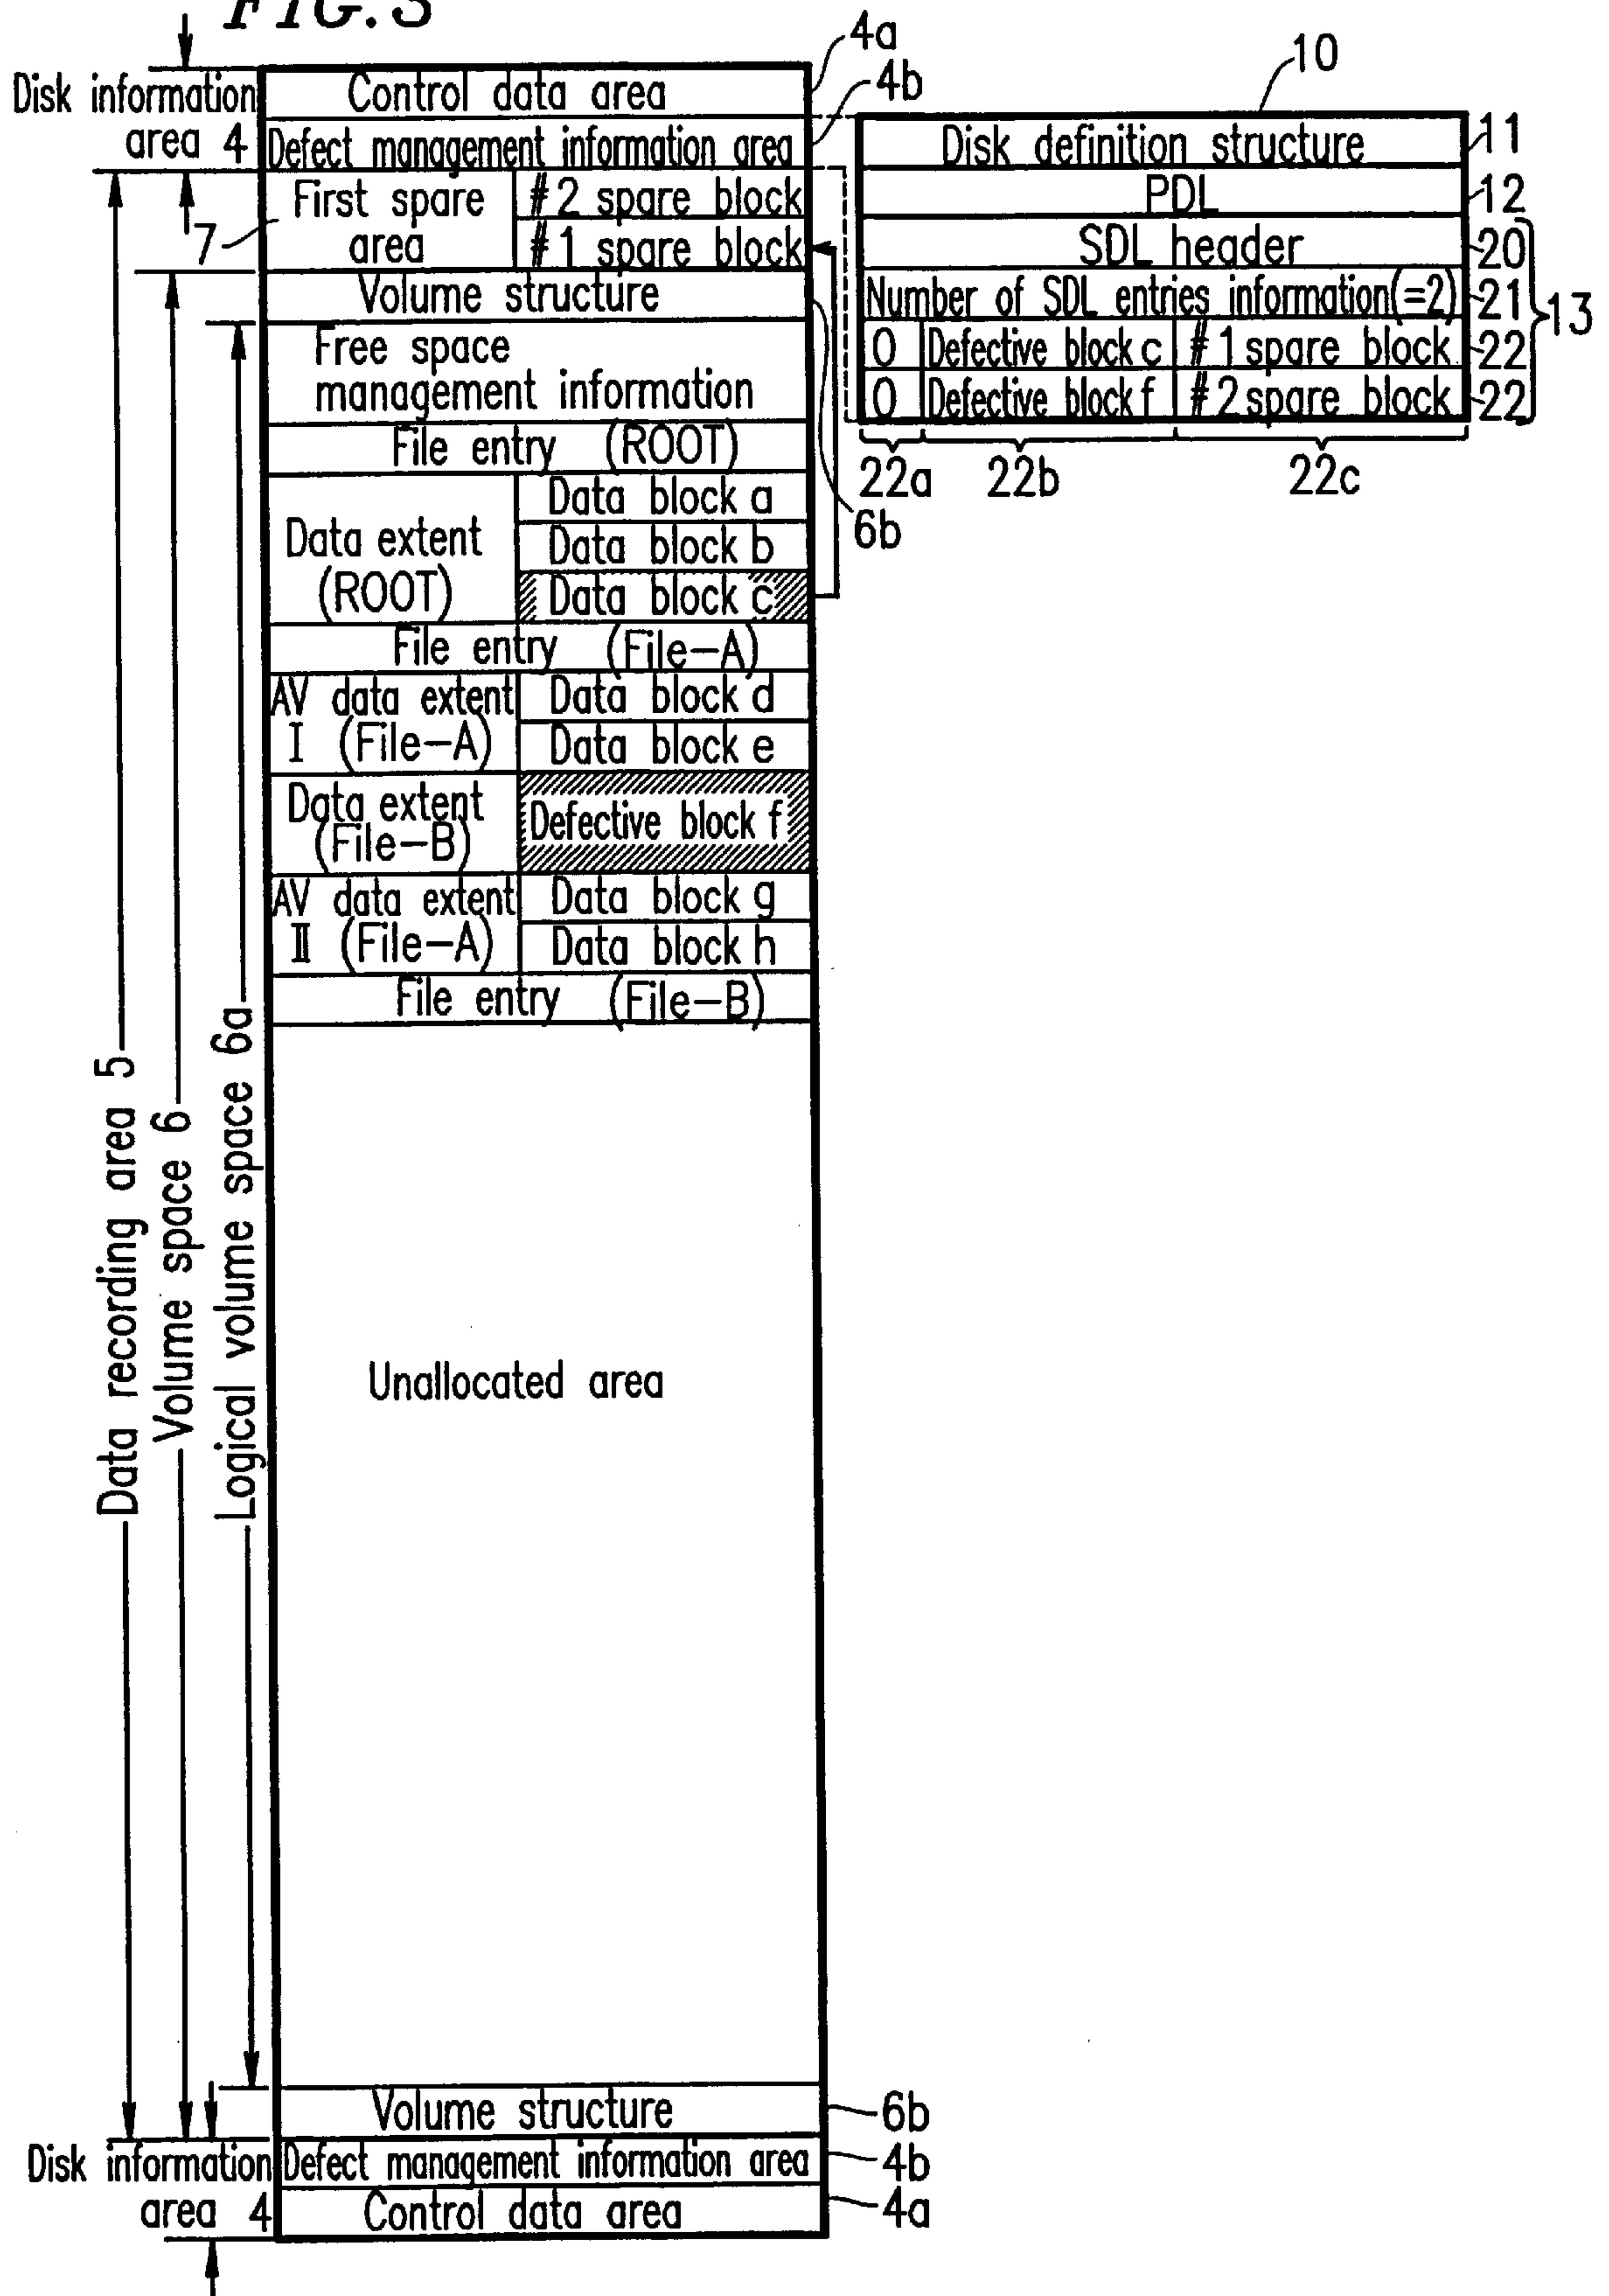 FIG. 3
4a
10
Disk information
area 4
Control data area
4b
Defect management information area
Disk definition structure
11
PDL
12
SDL header
20
Number of SDL entries information(=2)
21
13
0 Defective block c #1 spare block
22
0 Defective block f #2 spare block
22
22a 22b 22c
7
First spare
area
#2 spare block
#1 spare block
Volume structure
6b
Free space
management information
File entry (ROOT)
Data extent
(ROOT)
Data block a
Data block b
Data block c
File entry (File-A)
AV data extent
I (File-A)
Data block d
Data block e
Data extent
(File-B)
Defective block f
AV data extent
II (File-A)
Data block g
Data block h
File entry (File-B)
Data recording area 5
Volume space 6
Logical volume space 6a
Unallocated area
Volume structure
6b
Disk information
area 4
Defect management information area
4b
Control data area
4a